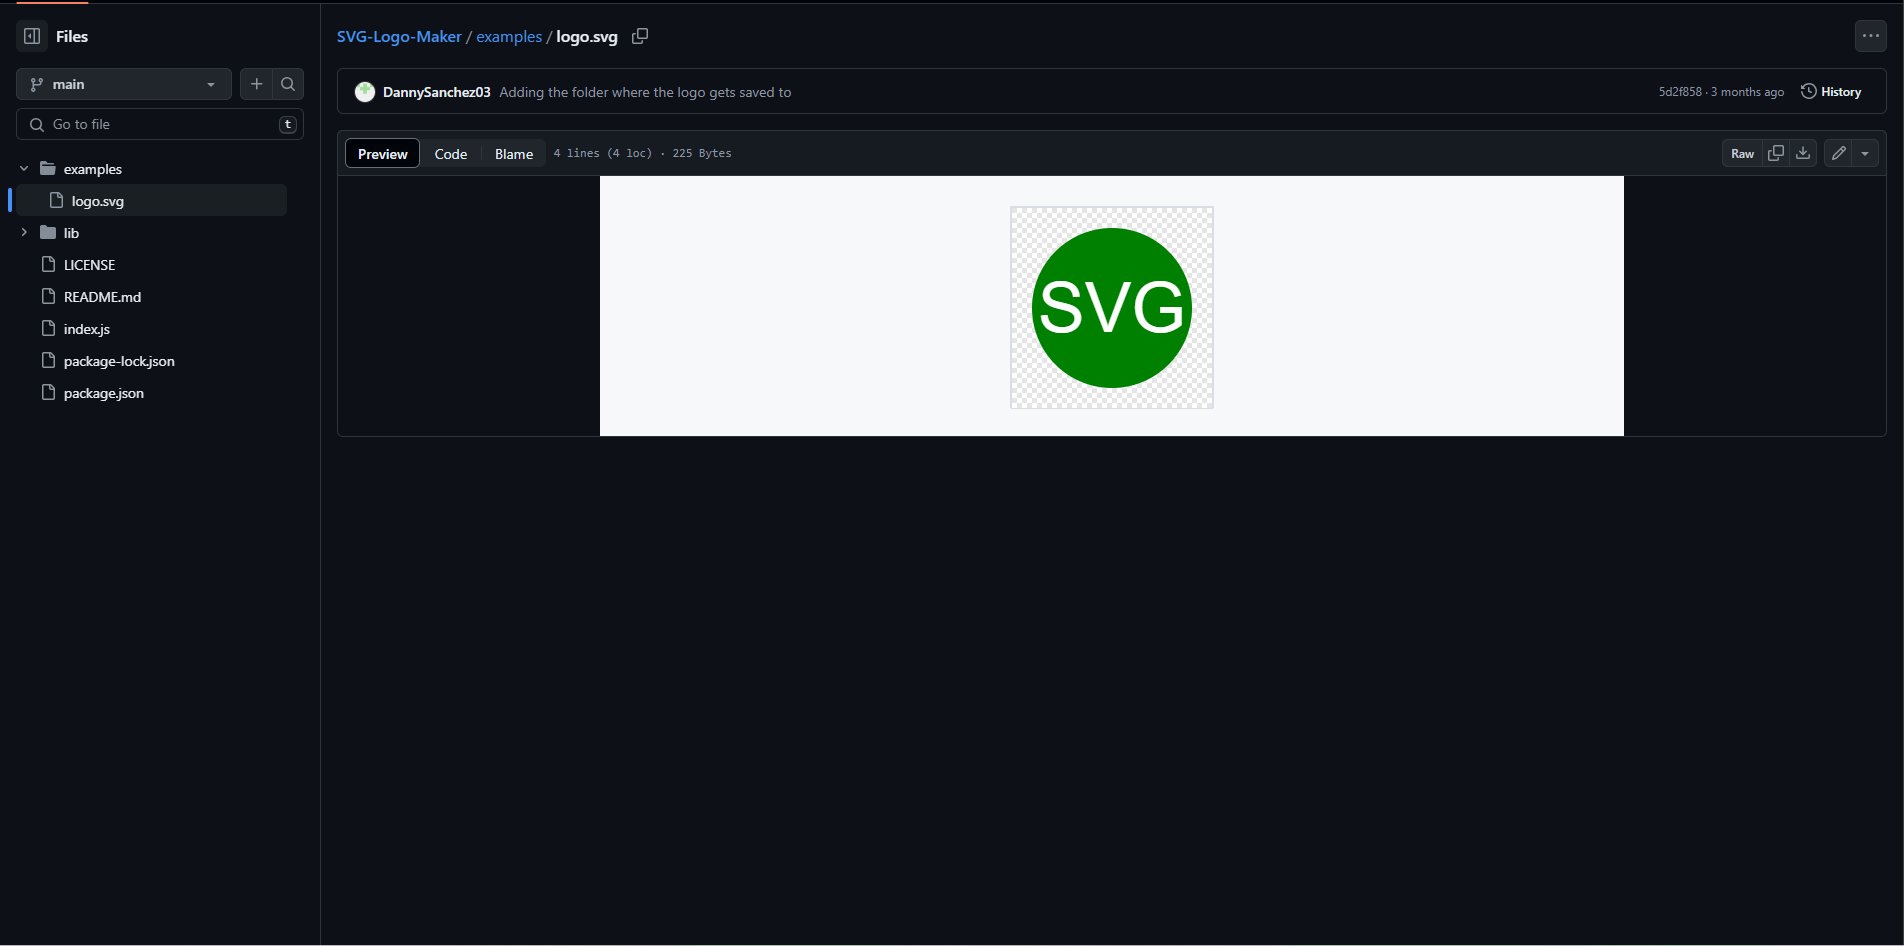 Files
main
Go to file
t
examples
logo.svg
lib
LICENSE
README.md
index.js
package-lock.json
package.json
SVG-Logo-Maker / examples / logo.svg
DannySanchez03 Adding the folder where the logo gets saved to 5d2f858 · 3 months ago History
Preview Code Blame 4 lines (4 loc) · 225 Bytes Raw
SVG